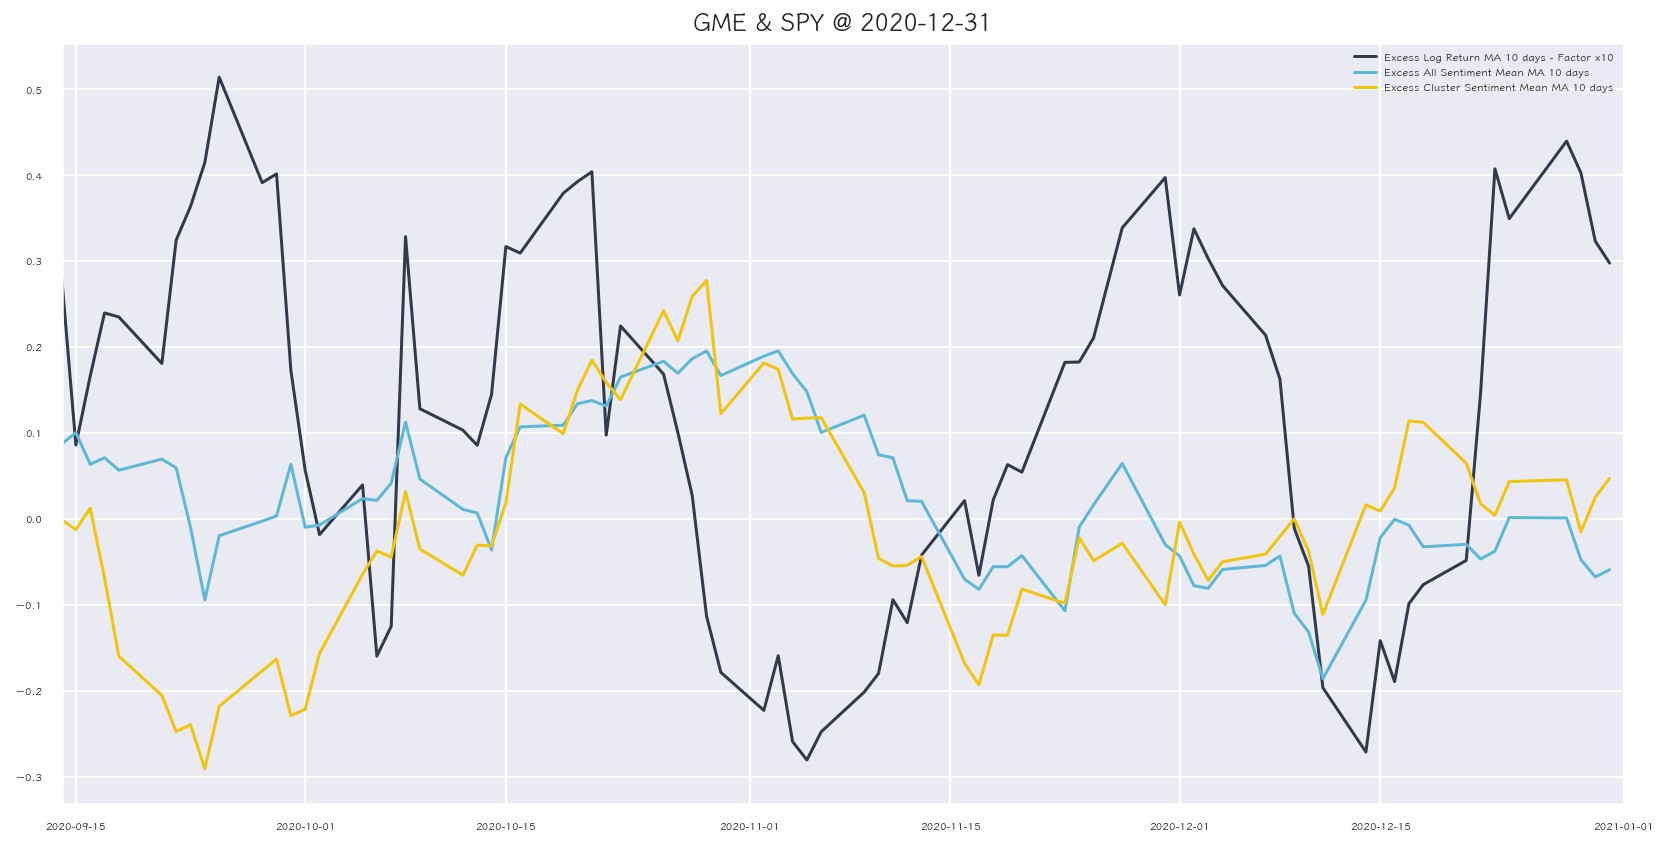 GME & SPY @ 2020-12-31
Excess Log Return MA 10 days - Factor x10
Excess All Sentiment Mean MA 10 days
Excess Cluster Sentiment Mean MA 10 days
0.5
0.4
0.3
0.2
0.1
0.0
−0.1
−0.2
−0.3
2020-09-15 2020-10-01 2020-10-15 2020-11-01 2020-11-15 2020-12-01 2020-12-15 2021-01-01